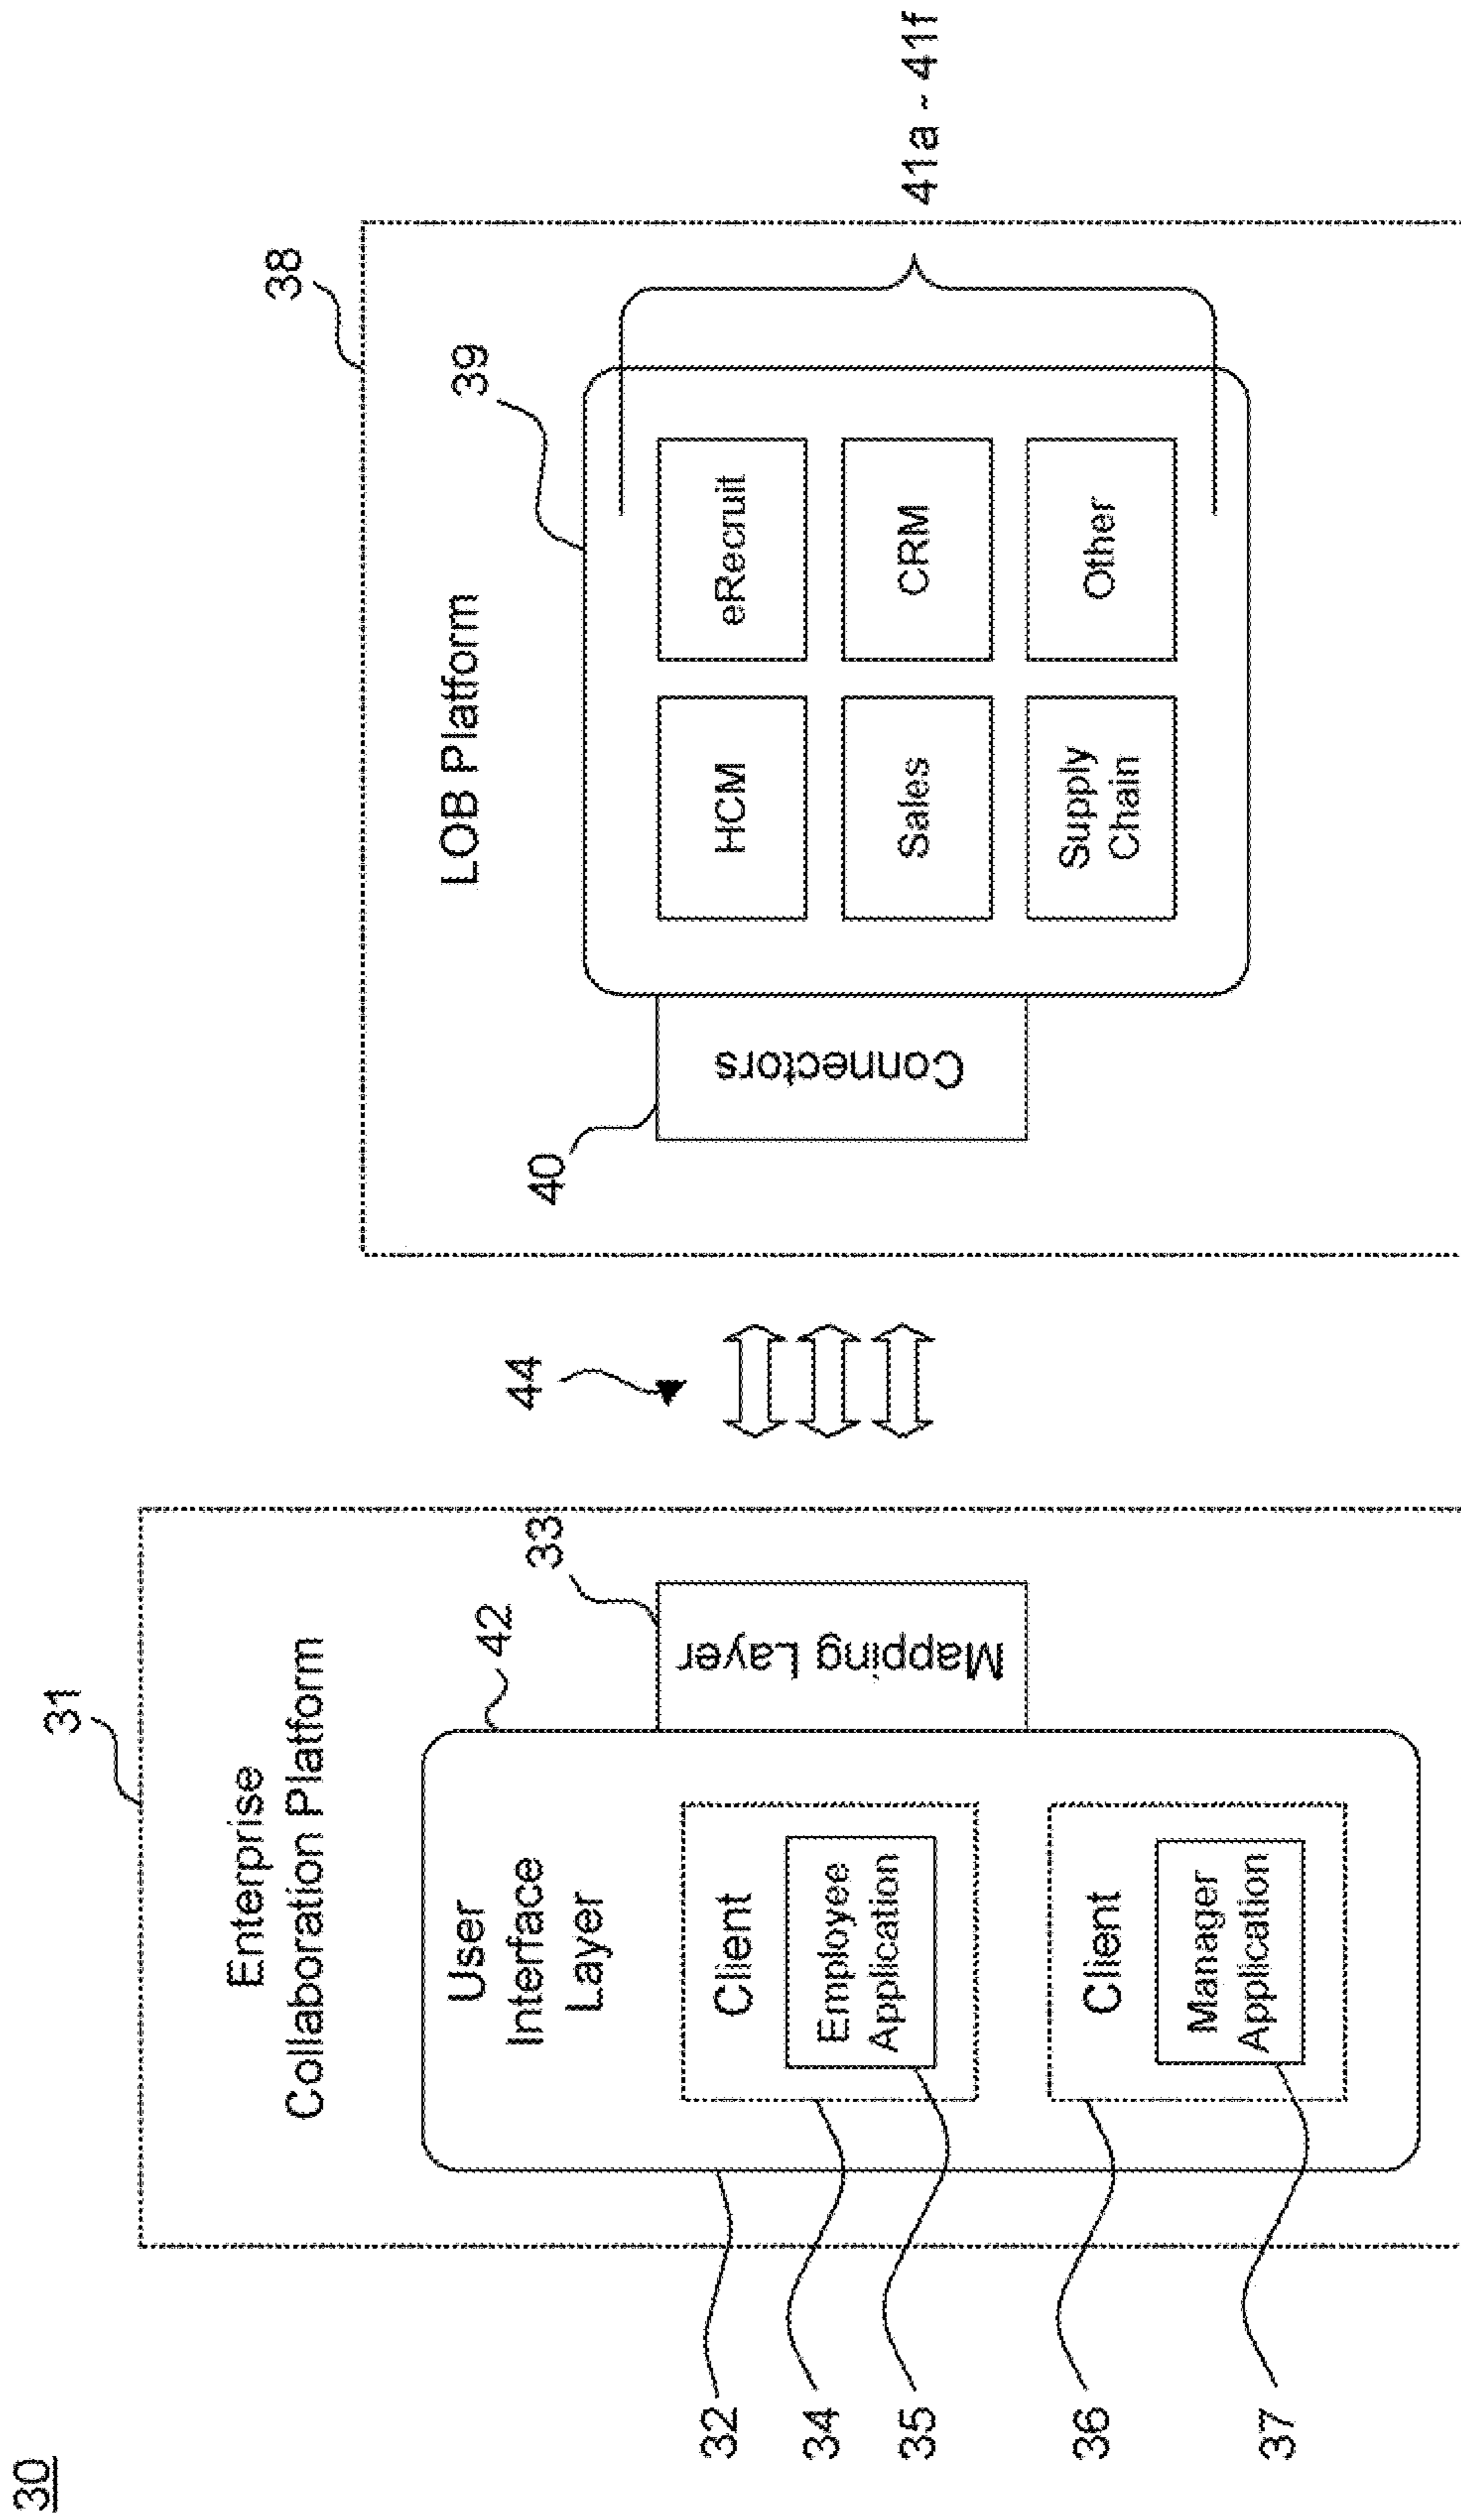 30
31
Enterprise
Collaboration Platform
42
User
Interface
Layer
33
Mapping Layer
Client
Employee
Application
Client
Manager
Application
32
34
35
36
37
44
38
LOB Platform
39
40
Connectors
HCM
eRecruit
Sales
CRM
Supply
Chain
Other
41a ~ 41f